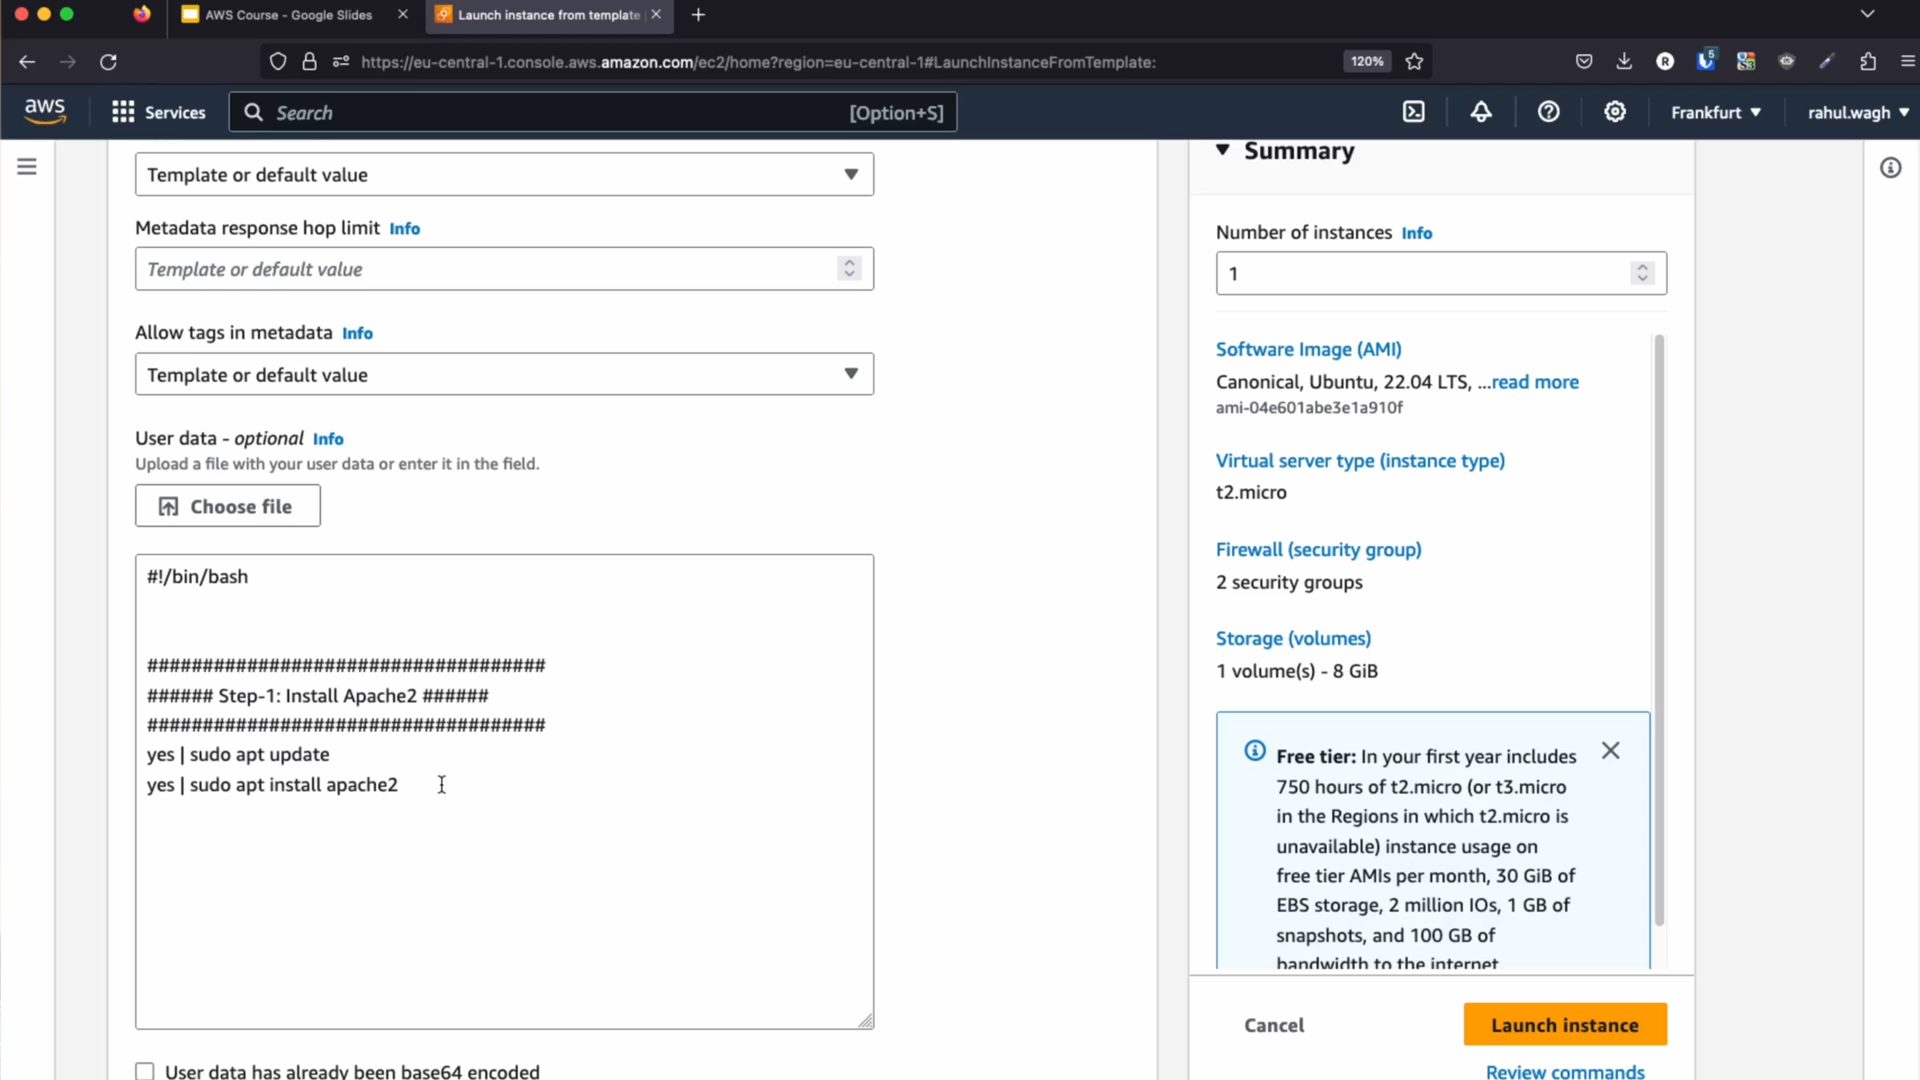 AWS Course - Google Slides
Launch instance from template
https://eu-central-1.console.aws.amazon.com/ec2/home?region=eu-central-1#LaunchInstanceFromTemplate:
120%
R
5
aws
Services
Search
[Option+S]
Frankfurt
rahul.wagh
Template or default value
Metadata response hop limit Info
Template or default value
Allow tags in metadata Info
Template or default value
User data - optional Info
Upload a file with your user data or enter it in the field.
Choose file
#!/bin/bash
####################################
###### Step-1: Install Apache2 ######
####################################
yes | sudo apt update
yes | sudo apt install apache2
User data has already been base64 encoded
Summary
Number of instances Info
1
Software Image (AMI)
Canonical, Ubuntu, 22.04 LTS, ...read more
ami-04e601abe3e1a910f
Virtual server type (instance type)
t2.micro
Firewall (security group)
2 security groups
Storage (volumes)
1 volume(s) - 8 GiB
Free tier: In your first year includes
750 hours of t2.micro (or t3.micro
in the Regions in which t2.micro is
unavailable) instance usage on
free tier AMIs per month, 30 GiB of
EBS storage, 2 million IOs, 1 GB of
snapshots, and 100 GB of
bandwidth to the internet.
Cancel
Launch instance
Review commands